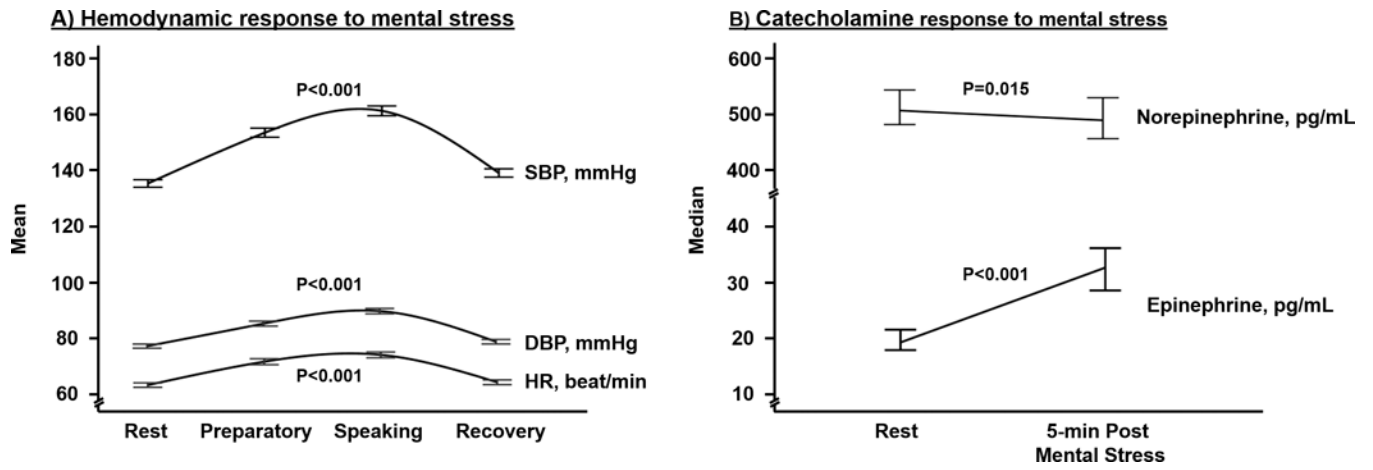 A) Hemodynamic response to mental stress
180
160
140
120
100
80
60
Mean
P<0.001
SBP, mmHg
P<0.001
DBP, mmHg
P<0.001
HR, beat/min
Rest Preparatory Speaking Recovery
B) Catecholamine response to mental stress
600
500
400
40
30
20
10
Median
P=0.015
Norepinephrine, pg/mL
P<0.001
Epinephrine, pg/mL
Rest 5-min Post
Mental Stress